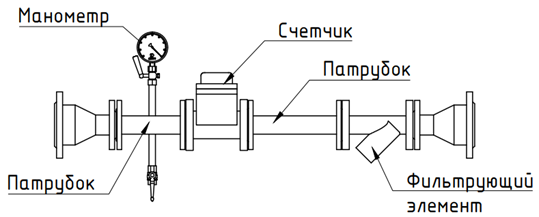 Манометр
Счетчик
Патрубок
Патрубок
Фильтрующий
элемент